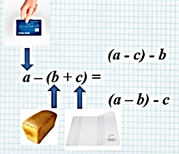 (a - c) - b
a – (b + c) =
(a – b) - c